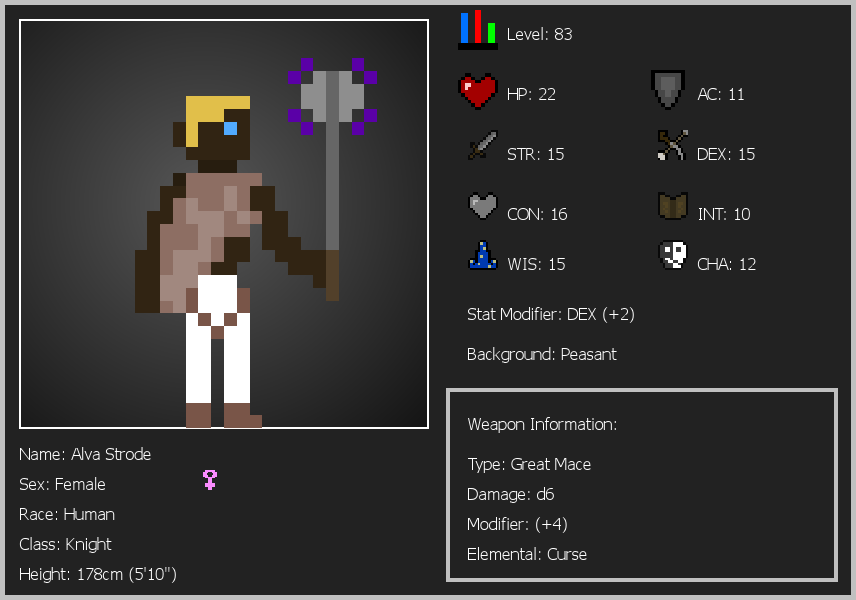 Level: 83
HP: 22
AC: 11
STR: 15
DEX: 15
CON: 16
INT: 10
WIS: 15
CHA: 12
Stat Modifier: DEX (+2)
Background: Peasant
Weapon Information:
Type: Great Mace
Damage: d6
Modifier: (+4)
Elemental: Curse
Name: Alva Strode
Sex: Female
Race: Human
Class: Knight
Height: 178cm (5'10")